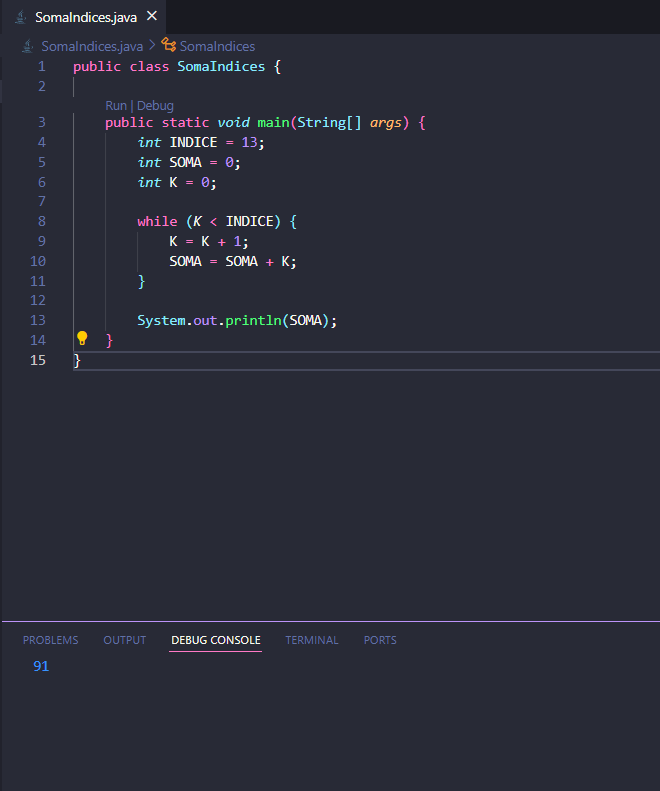 SomaIndices.java
SomaIndices.java > SomaIndices
1 public class SomaIndices {
2
Run | Debug
3 public static void main(String[] args) {
4 int INDICE = 13;
5 int SOMA = 0;
6 int K = 0;
7
8 while (K < INDICE) {
9 K = K + 1;
10 SOMA = SOMA + K;
11 }
12
13 System.out.println(SOMA);
14 }
15 }
PROBLEMS OUTPUT DEBUG CONSOLE TERMINAL PORTS
91